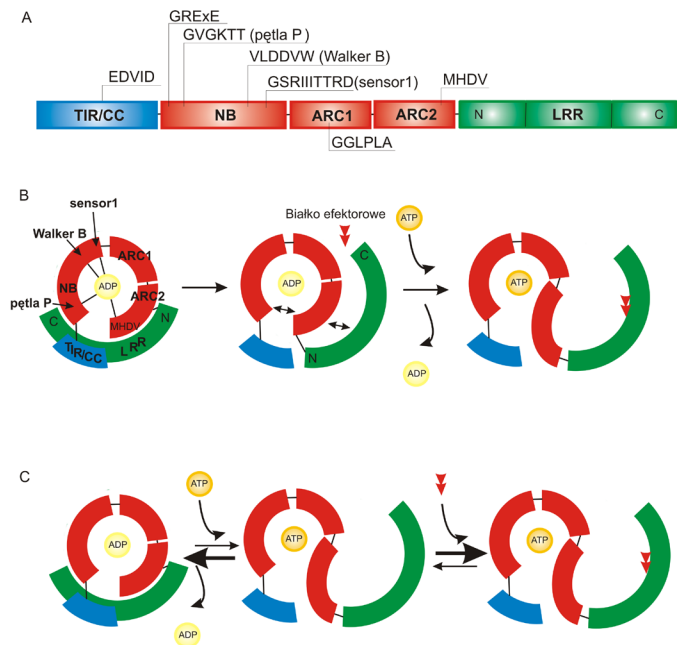 A
GRExE
GVGKTT (pętla P)
VLDDVW (Walker B)
EDVID
GSRIIITTRD(sensor1)
MHDV
TIR/CC
NB
ARC1
ARC2
N
LRR
C
GGLPLA
B
sensor1
Walker B
ARC1
NB
ADP
ARC2
pętla P
MHDV
C
N
TIR/CC
LRR
Białko efektorowe
C
ADP
N
ATP
ADP
ATP
C
ATP
ADP
ADP
ATP
ATP